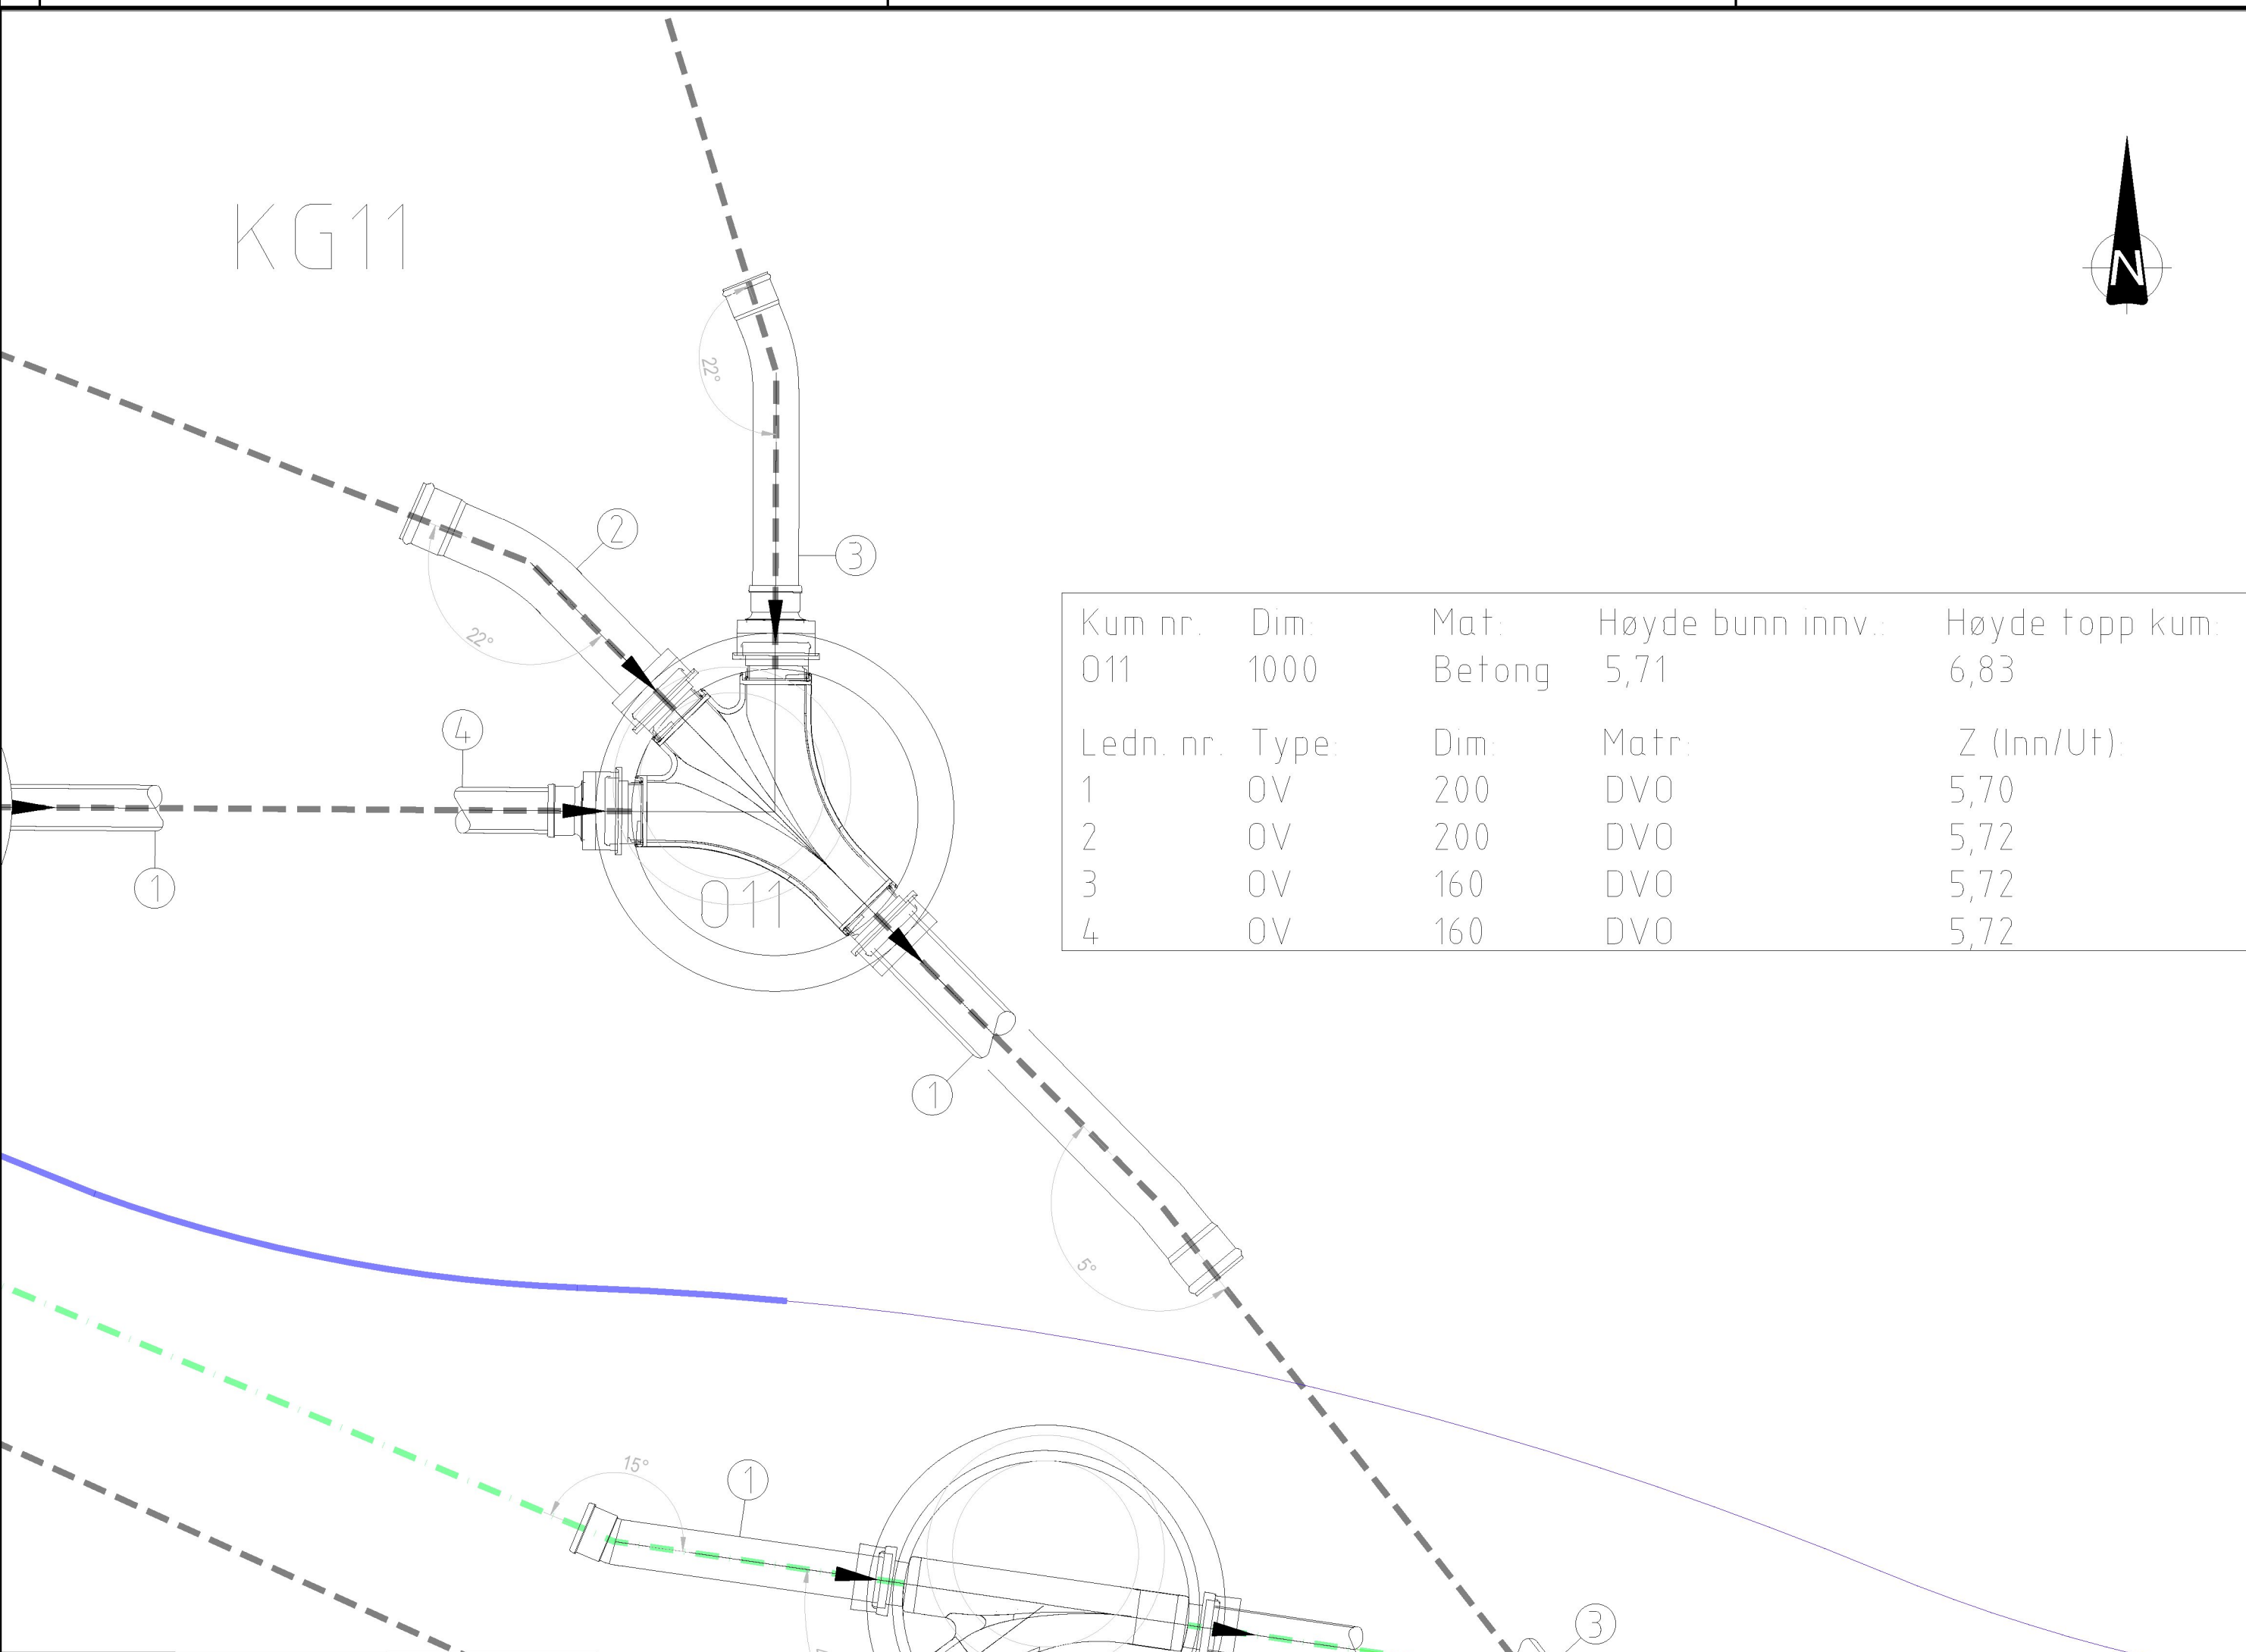 KG11
N
22°
2
3
22°
Kum nr. Dim: Mat: Høyde bunn innv.: Høyde topp kum:
O11 1000 Betong 5,71 6,83
Ledn. nr. Type: Dim: Matr: Z (Inn/Ut):
1 OV 200 DVO 5,70
2 OV 200 DVO 5,72
3 OV 160 DVO 5,72
4 OV 160 DVO 5,72
4
1
O11
1
5°
15°
1
3